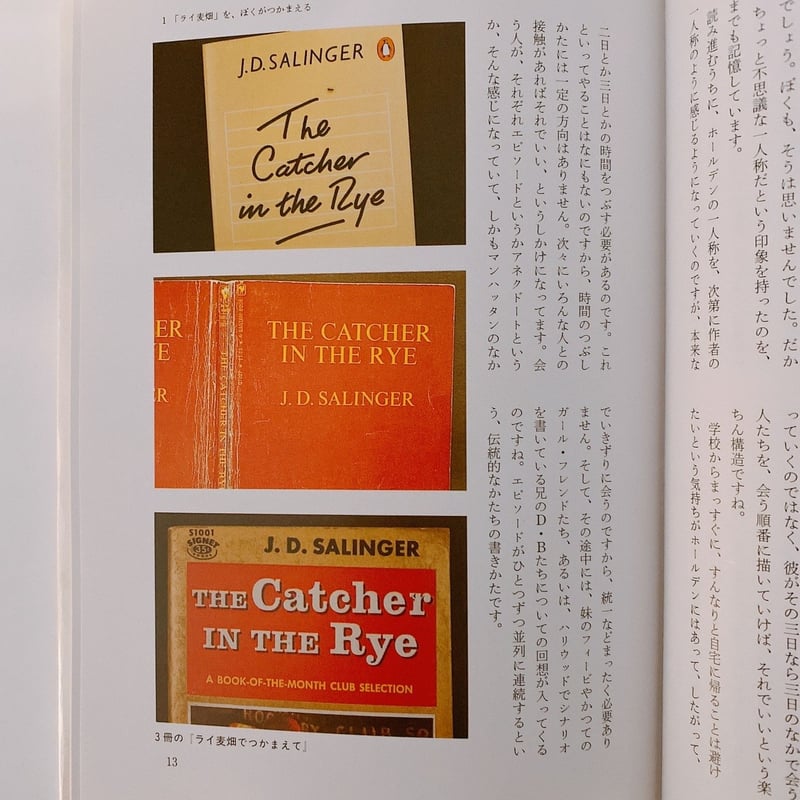 でしょう。ぼくも、そうは思いませんでした。だか
ちょっと不思議な一人称だという印象を持ったのを、
までも記憶しています。
読み進むうちに、ホールデンの一人称を、次第に作者の
一人称のように感じるようになっていくのですが、本来な
っていくのではなく、彼がその三日なら三日のなかで会う
人たちを、会う順番に描いていけば、それでいいという楽
ちん構造ですね。
学校からまっすぐに、すんなりと自宅に帰ることは避け
たいという気持ちがホールデンにはあって、したがって、
1 「ライ麦畑」を、ぼくがつかまえる
二日とか三日とかの時間をつぶす必要があるのです。これ
といってやることはなにもないのですから、時間のつぶし
かたには一定の方向はありません。次々にいろんな人との
接触があればそれでいい、というしかけになってます。会
う人が、それぞれエピソードというかアネクドートという
か、そんな感じになっていて、しかもマンハッタンのなか
でいきずりに会うのですから、統一などまったく必要あり
ません。そして、その途中には、妹のフィービやかつての
ガール・フレンドたち、あるいは、ハリウッドでシナリオ
を書いている兄のD・Bたちについての回想が入ってくる
のですね。エピソードがひとつずつ並列に連続するとい
う、伝統的なかたちの書きかたです。
J.D. SALINGER
The
Catcher
in the Rye
ER
YE
ER
THE CATCHER IN THE RYE
THE CATCHER
IN THE RYE
J. D. SALINGER
S1001
SIGNET
J. D. SALINGER
THE Catcher
IN THE Rye
A BOOK-OF-THE-MONTH CLUB SELECTION
3冊の『ライ麦畑でつかまえて』
13